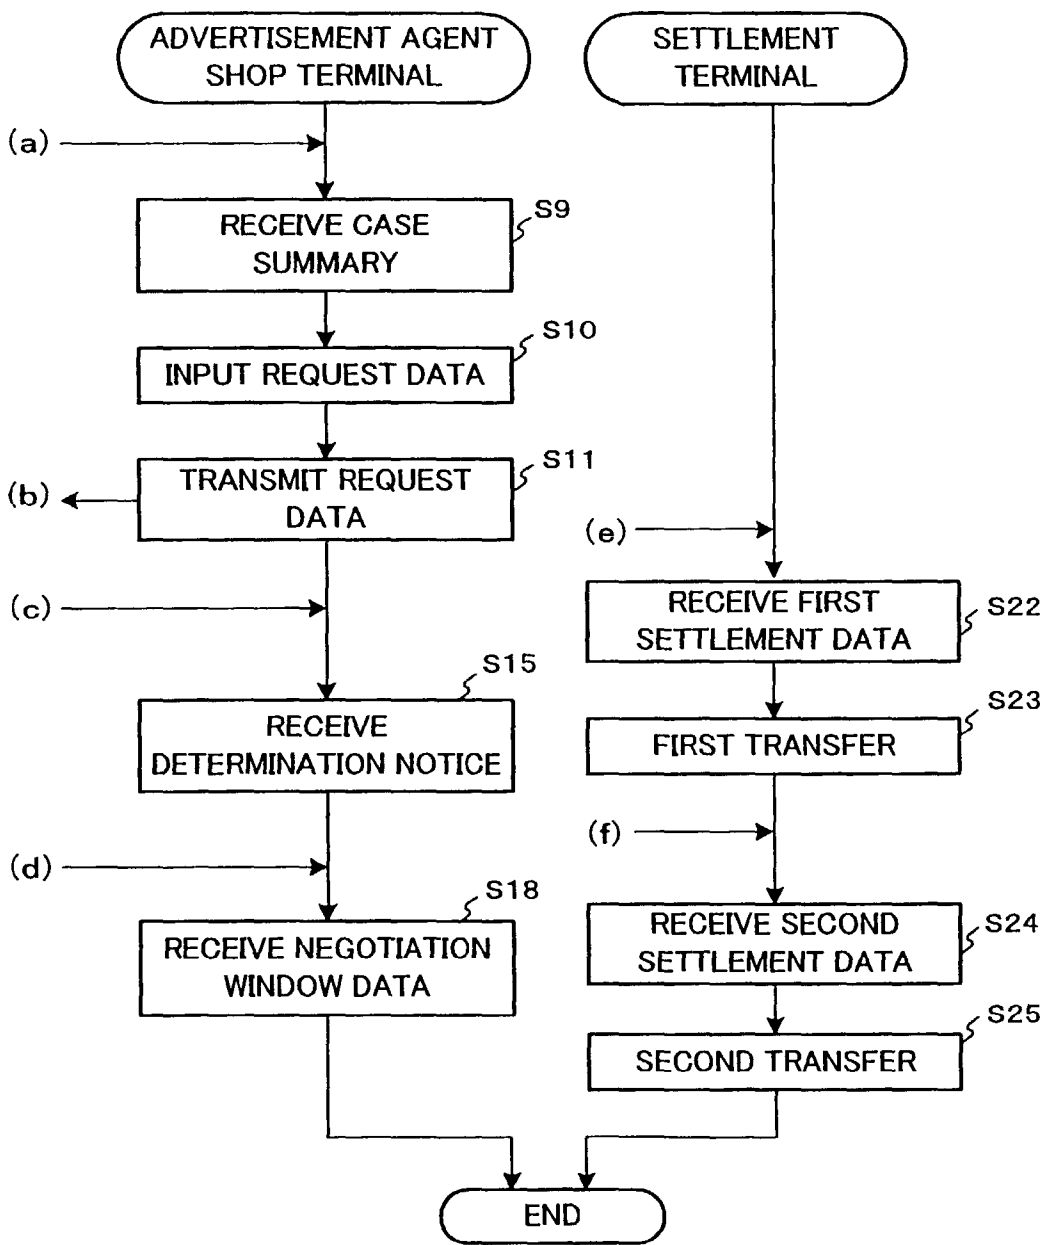 ADVERTISEMENT AGENT
SHOP TERMINAL
(a)
RECEIVE CASE
SUMMARY
S9
INPUT REQUEST DATA
S10
TRANSMIT REQUEST
DATA
S11
(b)
(c)
RECEIVE
DETERMINATION NOTICE
S15
(d)
RECEIVE NEGOTIATION
WINDOW DATA
S18
SETTLEMENT
TERMINAL
(e)
RECEIVE FIRST
SETTLEMENT DATA
S22
FIRST TRANSFER
S23
(f)
RECEIVE SECOND
SETTLEMENT DATA
S24
SECOND TRANSFER
S25
END